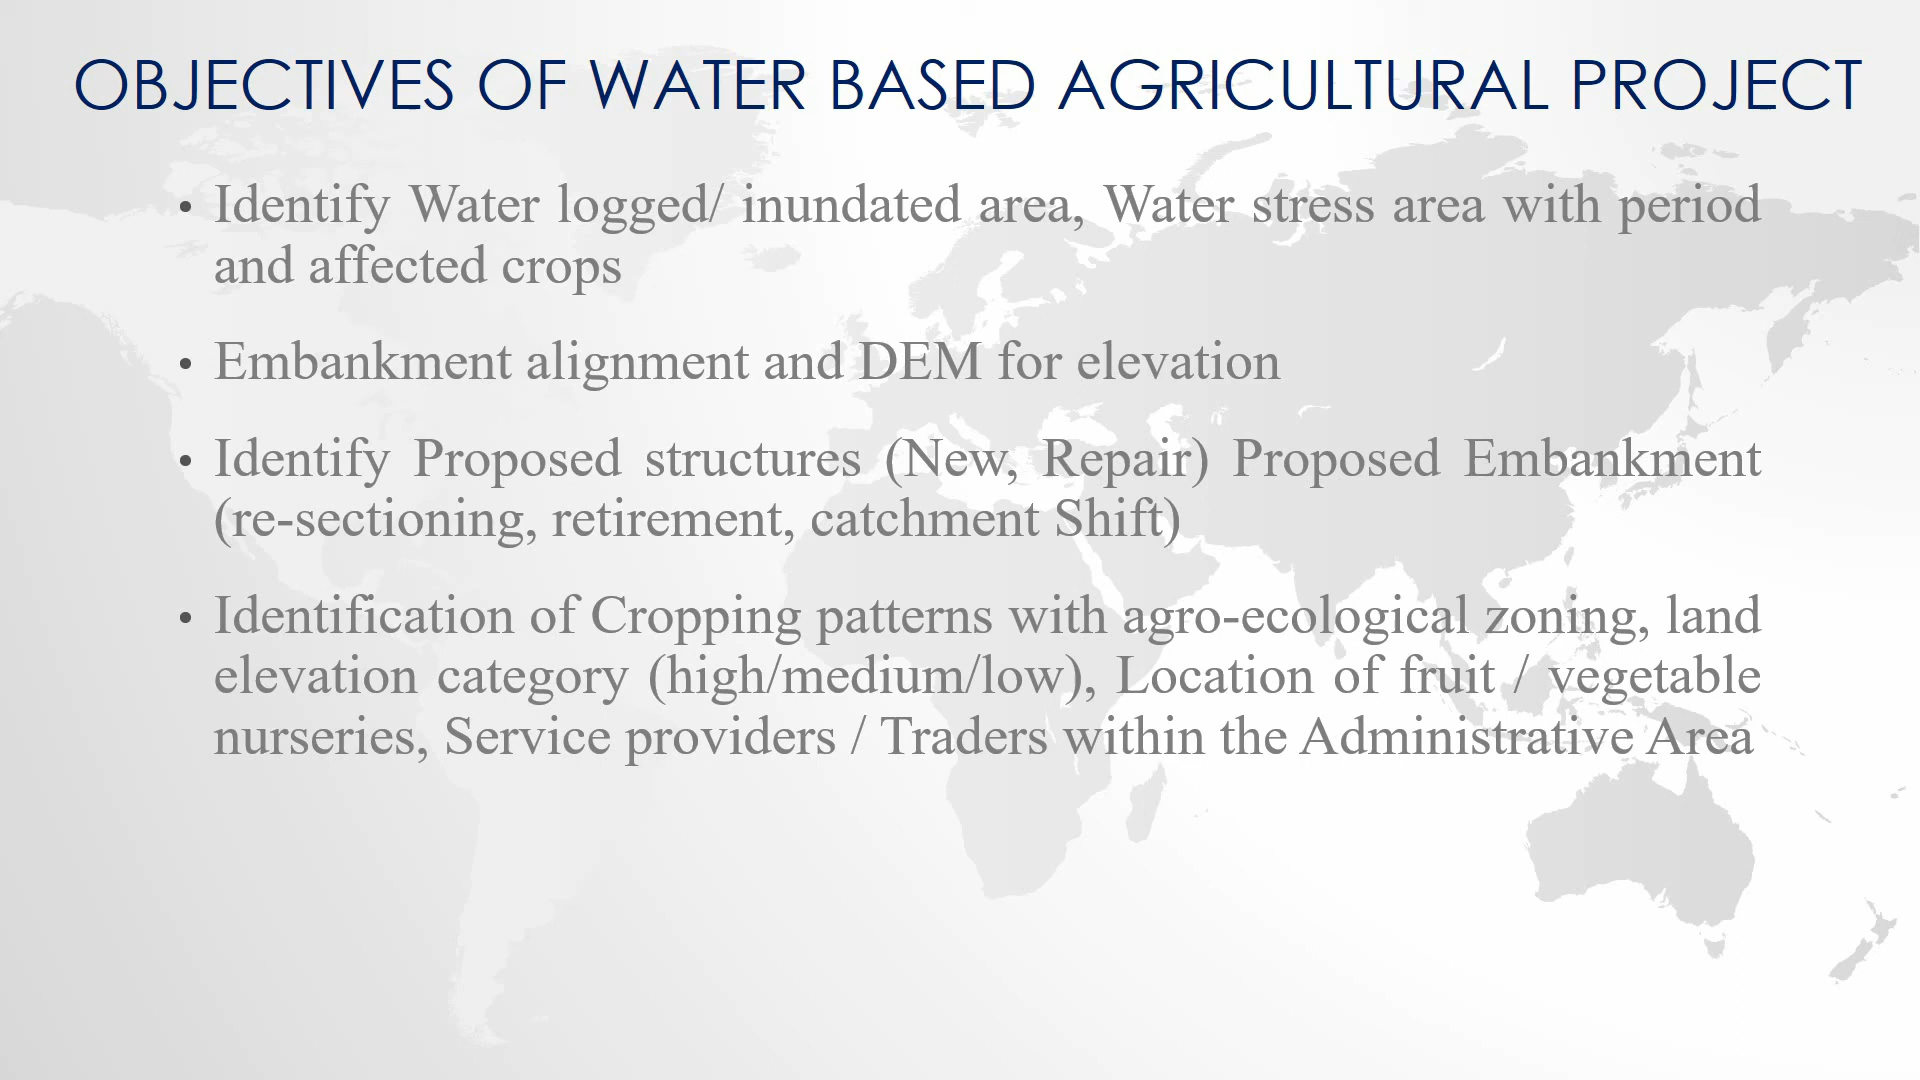 OBJECTIVES OF WATER BASED AGRICULTURAL PROJECT
• Identify Water logged/ inundated area, Water stress area with period
and affected crops
• Embankment alignment and DEM for elevation
• Identify Proposed structures (New, Repair) Proposed Embankment
(re-sectioning, retirement, catchment Shift)
• Identification of Cropping patterns with agro-ecological zoning, land
elevation category (high/medium/low), Location of fruit / vegetable
nurseries, Service providers / Traders within the Administrative Area